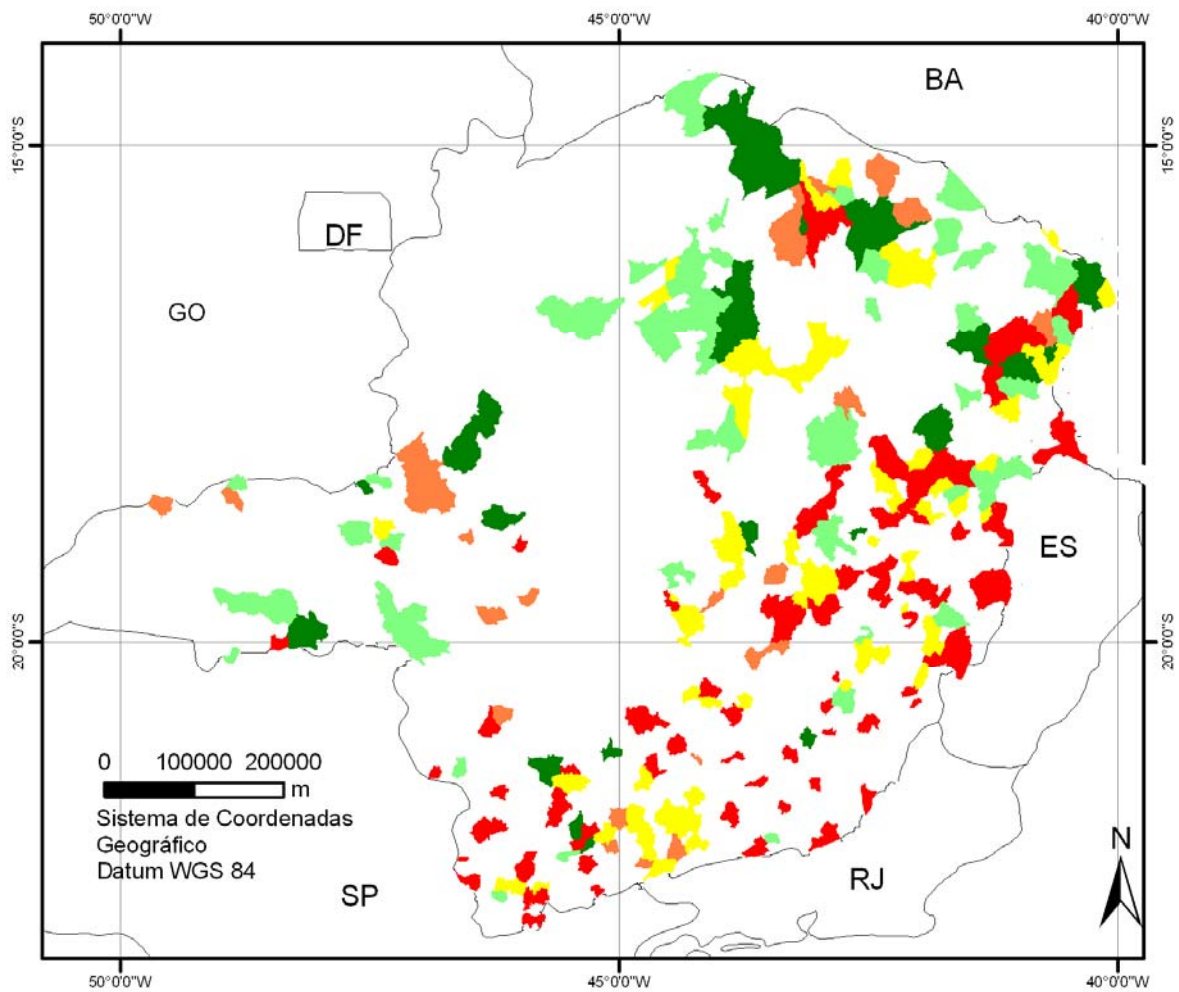 50°0'0"W 45°0'0"W 40°0'0"W
BA
15°0'0"S 15°0'0"S
DF
GO
ES
20°0'0"S 20°0'0"S
0 100000 200000
m
Sistema de Coordenadas
Geográfico
Datum WGS 84
N
RJ
SP
50°0'0"W 45°0'0"W 40°0'0"W